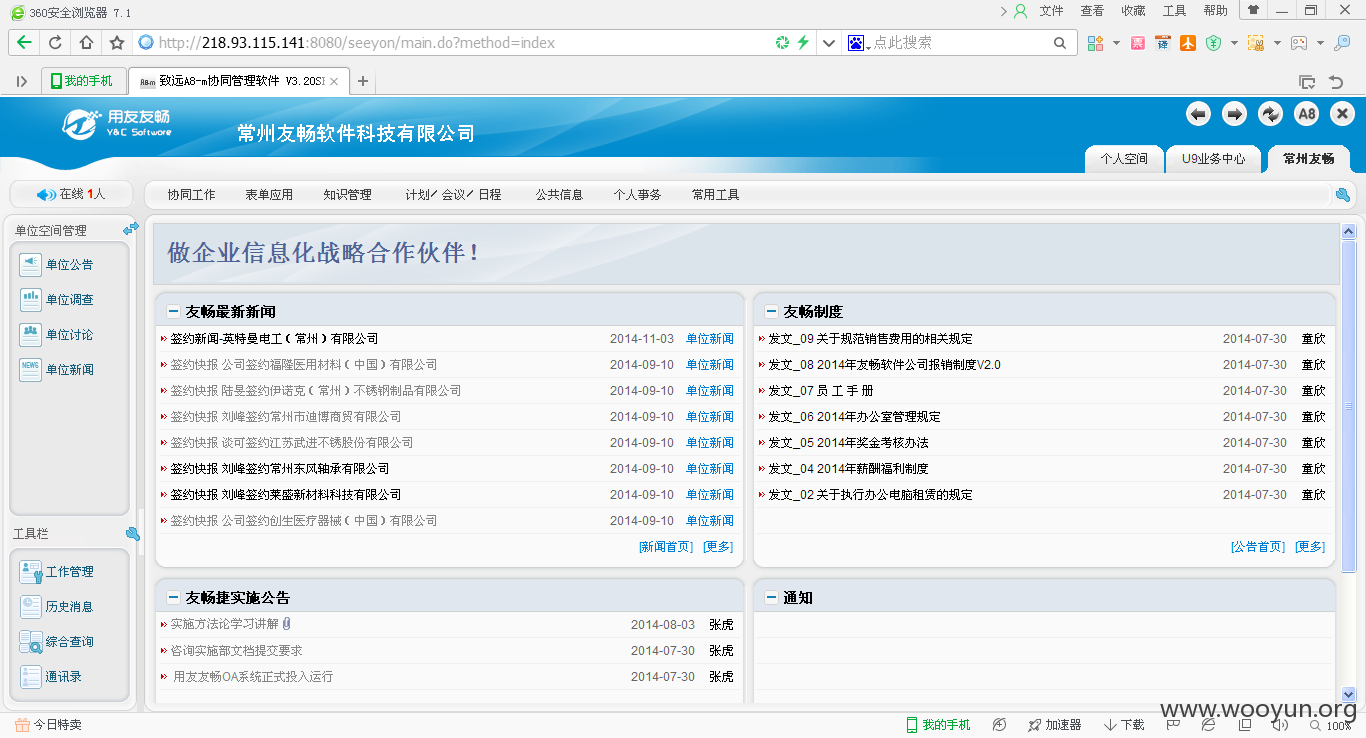 360安全浏览器 7.1
文件 查看 收藏 工具 帮助
http://218.93.115.141:8080/seeyon/main.do?method=index
点此搜索
我的手机
A8-m 致远A8-m协同管理软件 V3.20SP
用友友畅
Y&C Software
常州友畅软件科技有限公司
A8
个人空间 U9业务中心 常州友畅
在线 1人
协同工作 表单应用 知识管理 计划/会议/日程 公共信息 个人事务 常用工具
单位空间管理
单位公告
单位调查
单位讨论
NEWS 单位新闻
工具栏
工作管理
历史消息
综合查询
通讯录
做企业信息化战略合作伙伴!
友畅最新新闻
签约新闻-英特曼电工(常州)有限公司 2014-11-03 单位新闻
签约快报 公司签约福隆医用材料(中国)有限公司 2014-09-10 单位新闻
签约快报 陆旻签约伊诺克(常州)不锈钢制品有限公司 2014-09-10 单位新闻
签约快报 刘峰签约常州市迪博商贸有限公司 2014-09-10 单位新闻
签约快报 谈可签约江苏武进不锈股份有限公司 2014-09-10 单位新闻
签约快报 刘峰签约常州东风轴承有限公司 2014-09-10 单位新闻
签约快报 刘峰签约莱盛新材料科技有限公司 2014-09-10 单位新闻
签约快报 公司签约创生医疗器械(中国)有限公司 2014-09-10 单位新闻
[新闻首页] [更多]
友畅制度
发文_09 关于规范销售费用的相关规定 2014-07-30 童欣
发文_08 2014年友畅软件公司报销制度V2.0 2014-07-30 童欣
发文_07 员 工 手 册 2014-07-30 童欣
发文_06 2014年办公室管理规定 2014-07-30 童欣
发文_05 2014年奖金考核办法 2014-07-30 童欣
发文_04 2014年薪酬福利制度 2014-07-30 童欣
发文_02 关于执行办公电脑租赁的规定 2014-07-30 童欣
[公告首页] [更多]
友畅捷实施公告
实施方法论学习讲解 2014-08-03 张虎
咨询实施部文档提交要求 2014-07-30 张虎
用友友畅OA系统正式投入运行 2014-07-30 张虎
通知
www.wooyun.org
今日特卖
我的手机 加速器 下载 100%